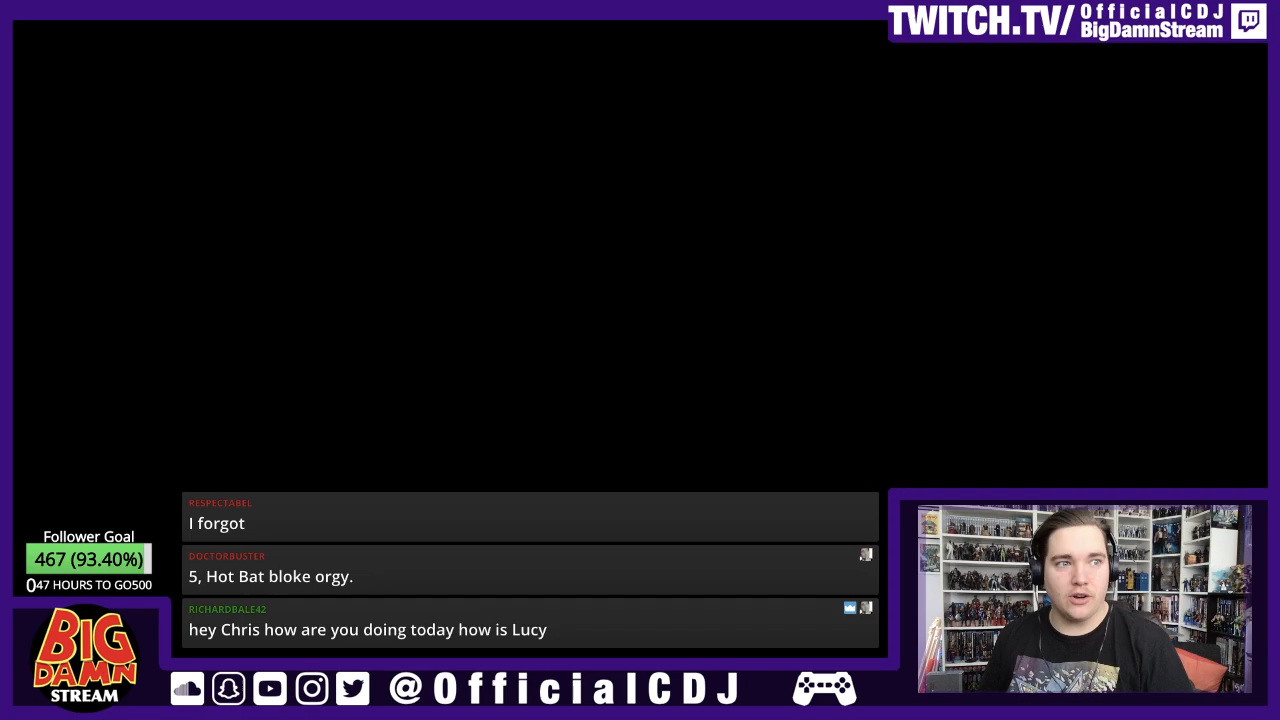 TWITCH.TV/
OfficialCDJ
BigDamnStream
RESPECTABEL
I forgot
DOCTORBUSTER
5, Hot Bat bloke orgy.
RICHARDBALE42
hey Chris how are you doing today how is Lucy
Follower Goal
467 (93.40%)
047 HOURS TO GO500
BIG
DAMN
STREAM
@OfficialCDJ